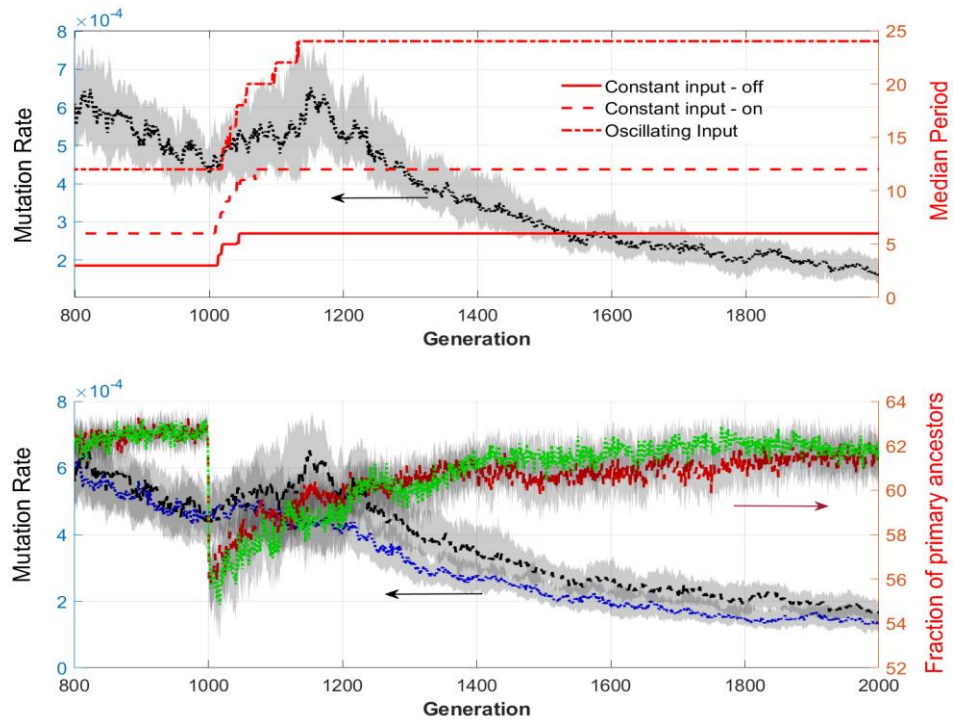 ×10⁻⁴
8
7
6
5
4
3
2
Mutation Rate
25
20
15
10
5
0
Median Period
Constant input - off
Constant input - on
Oscillating Input
800 1000 1200 1400 1600 1800
Generation
×10⁻⁴
8
6
4
2
0
Mutation Rate
64
62
60
58
56
54
52
Fraction of primary ancestors
800 1000 1200 1400 1600 1800 2000
Generation